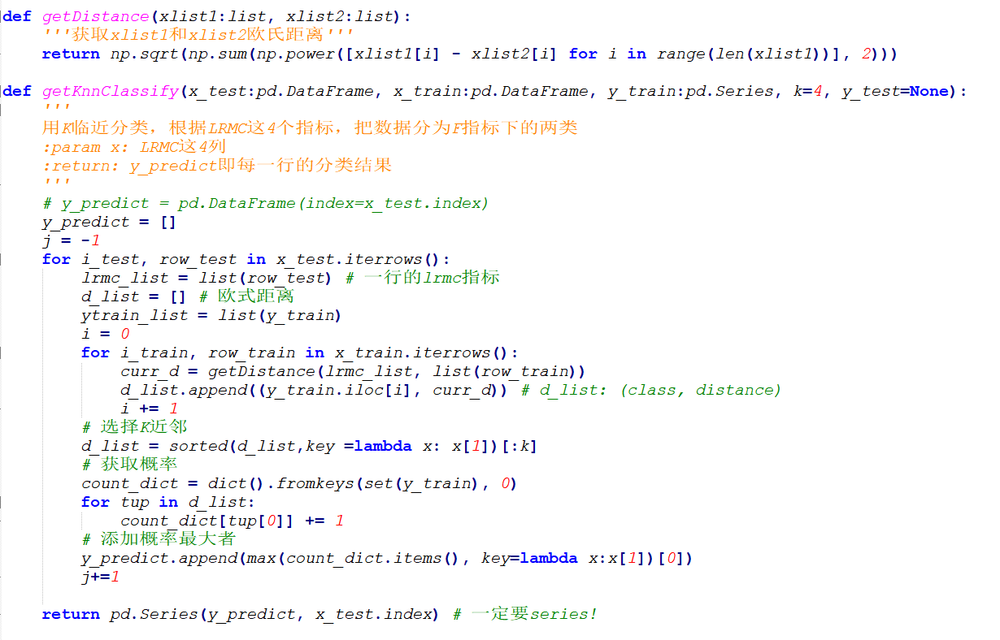 def getDistance(xlist1:list, xlist2:list):
    '''获取xlist1和xlist2欧氏距离'''
    return np.sqrt(np.sum(np.power([xlist1[i] - xlist2[i] for i in range(len(xlist1))], 2)))

def getKnnClassify(x_test:pd.DataFrame, x_train:pd.DataFrame, y_train:pd.Series, k=4, y_test=None):
    '''
    用K临近分类，根据LRMC这4个指标，把数据分为F指标下的两类
    :param x: LRMC这4列
    :return: y_predict即每一行的分类结果
    '''
    # y_predict = pd.DataFrame(index=x_test.index)
    y_predict = []
    j = -1
    for i_test, row_test in x_test.iterrows():
        lrmc_list = list(row_test) # 一行的lrmc指标
        d_list = [] # 欧式距离
        ytrain_list = list(y_train)
        i = 0
        for i_train, row_train in x_train.iterrows():
            curr_d = getDistance(lrmc_list, list(row_train))
            d_list.append((y_train.iloc[i], curr_d)) # d_list: (class, distance)
            i += 1
        # 选择K近邻
        d_list = sorted(d_list,key =lambda x: x[1])[:k]
        # 获取概率
        count_dict = dict().fromkeys(set(y_train), 0)
        for tup in d_list:
            count_dict[tup[0]] += 1
        # 添加概率最大者
        y_predict.append(max(count_dict.items(), key=lambda x:x[1])[0])
        j+=1

    return pd.Series(y_predict, x_test.index) # 一定要series!